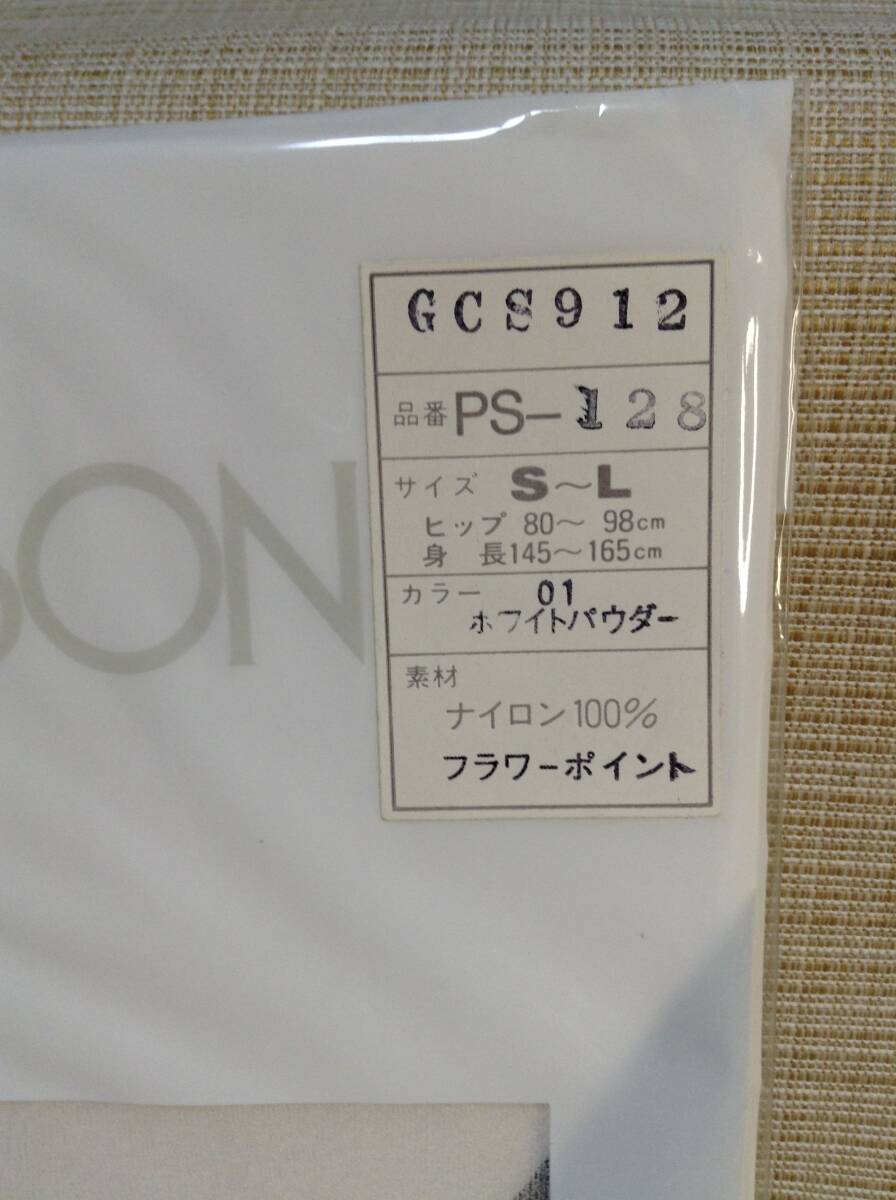 GCS912
品番 PS-128
サイズ S～L
ヒップ 80～ 98cm
身 長145～165cm
カラー 01
ホワイトパウダー
素材
ナイロン100%
フラワーポイント
SON